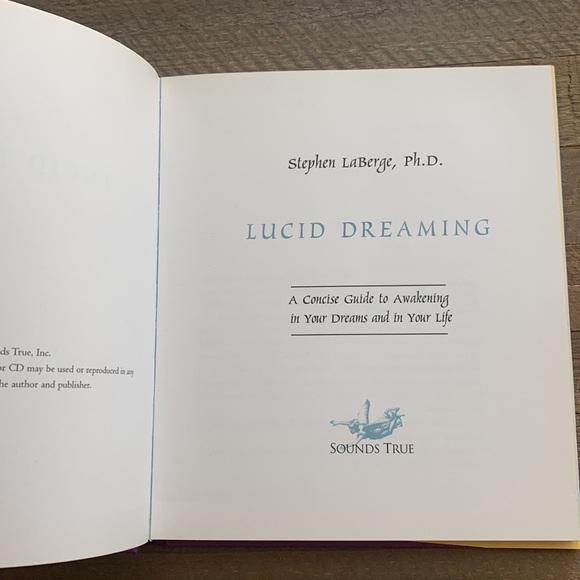 ds True, Inc.
or CD may be used or reproduced in any
he author and publisher.
Stephen LaBerge, Ph.D.
LUCID DREAMING
A Concise Guide to Awakening
in Your Dreams and in Your Life
SOUNDS TRUE